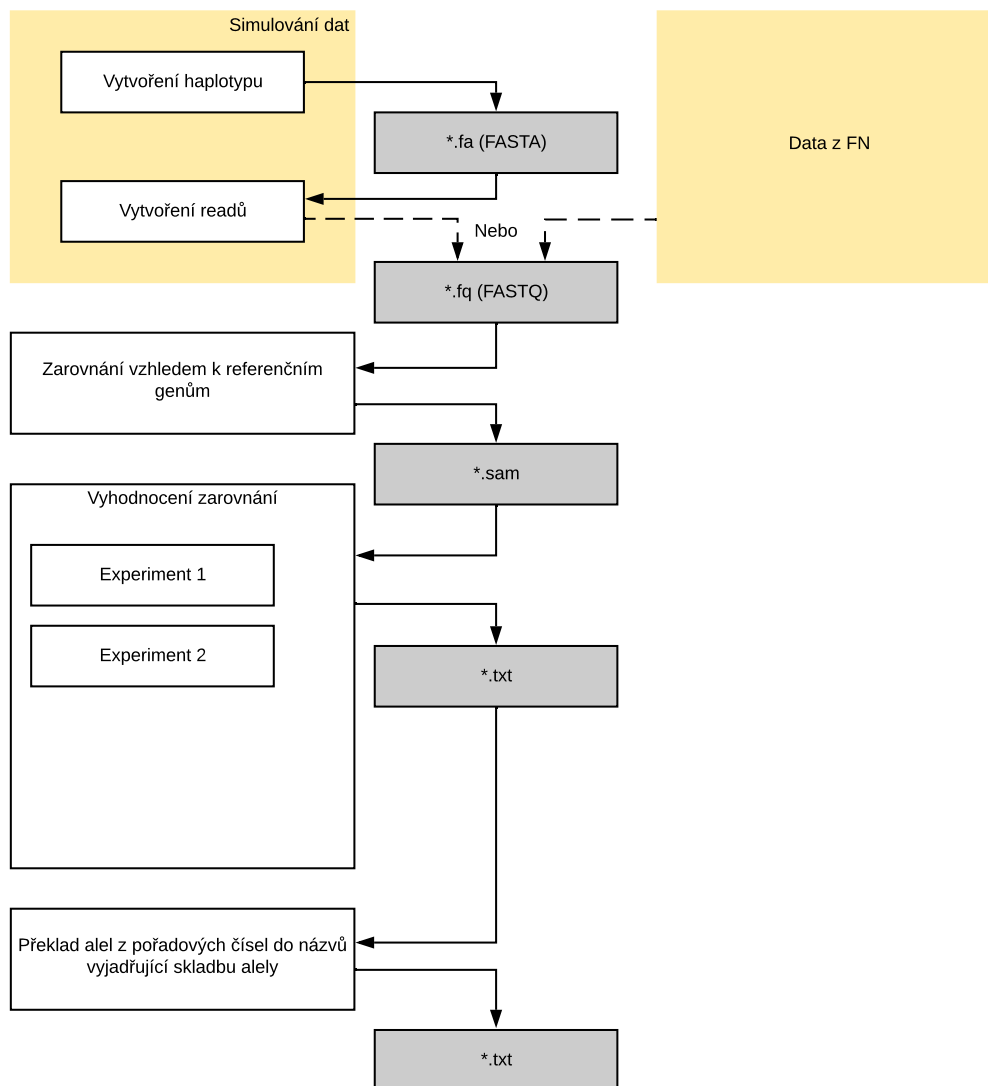 Simulování dat
Vytvoření haplotypu
*.fa (FASTA)
Data z FN
Vytvoření readů
Nebo
*.fq (FASTQ)
Zarovnání vzhledem k referenčním
genům
*.sam
Vyhodnocení zarovnání
Experiment 1
Experiment 2
*.txt
Překlad alel z pořadových čísel do názvů
vyjadřující skladbu alely
*.txt